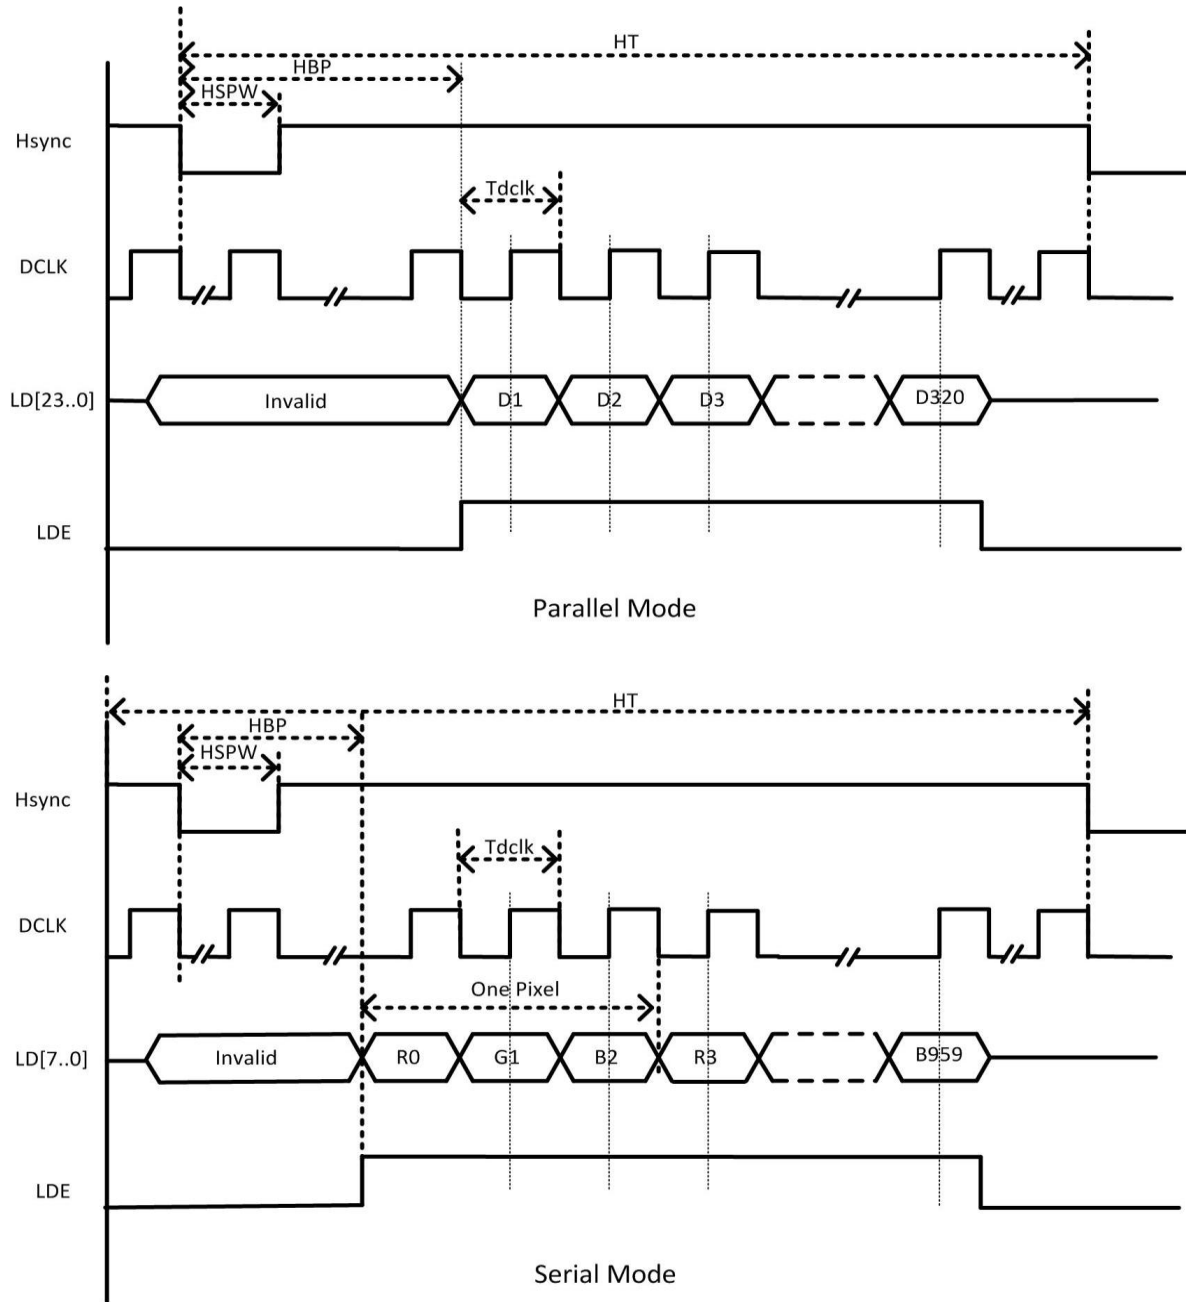 HT
HBP
HSPW
Hsync
Tdclk
DCLK
LD[23..0]
Invalid
D1
D2
D3
D320
LDE
Parallel Mode
HT
HBP
HSPW
Hsync
Tdclk
DCLK
One Pixel
LD[7..0]
Invalid
R0
G1
B2
R3
B959
LDE
Serial Mode